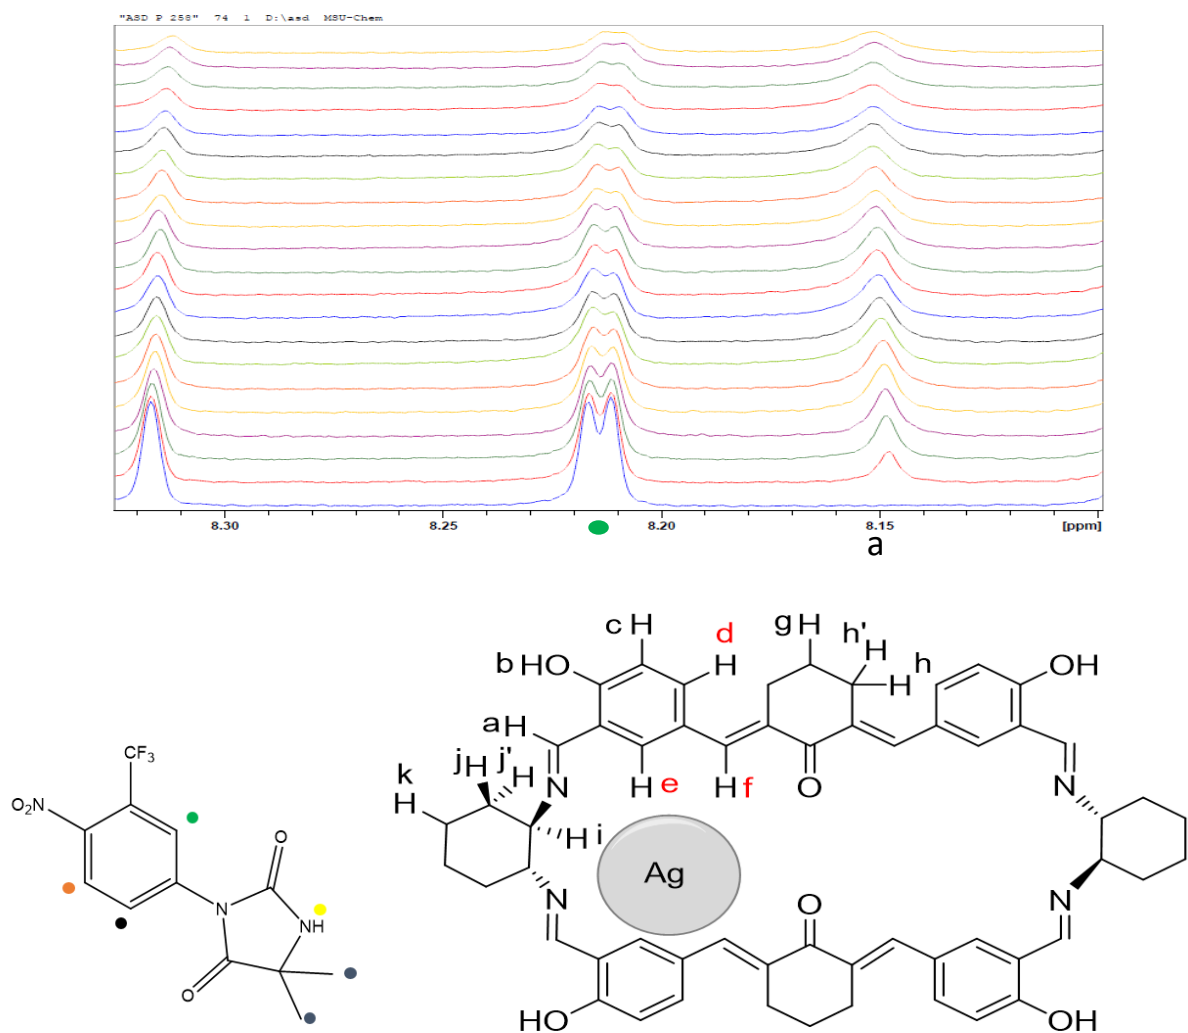 "ASD P 258" 74 1 D:\asd MSU-Chem
8.30 8.25 8.20 8.15 [ppm]
a
c H d g H h'
b HO H H h OH
H
a H
j j'
H H
k N H e H f O N
H
H i
CF3
O2N
Ag
O
N N
O
N
NH
O
HO OH